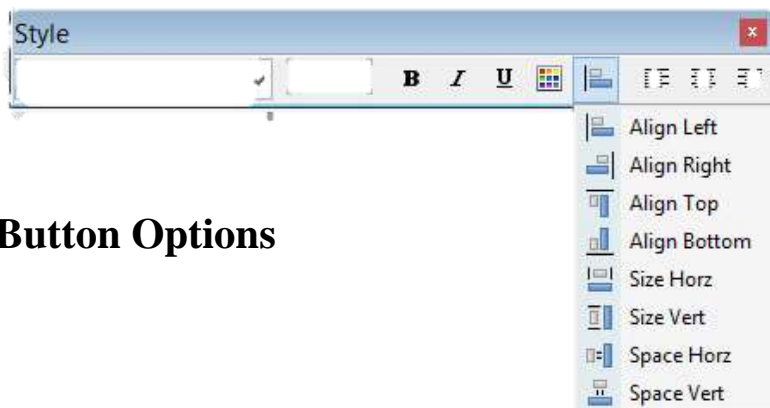 Style
B I U
Align Left
Align Right
Align Top
Button Options
Align Bottom
Size Horz
Size Vert
Space Horz
Space Vert